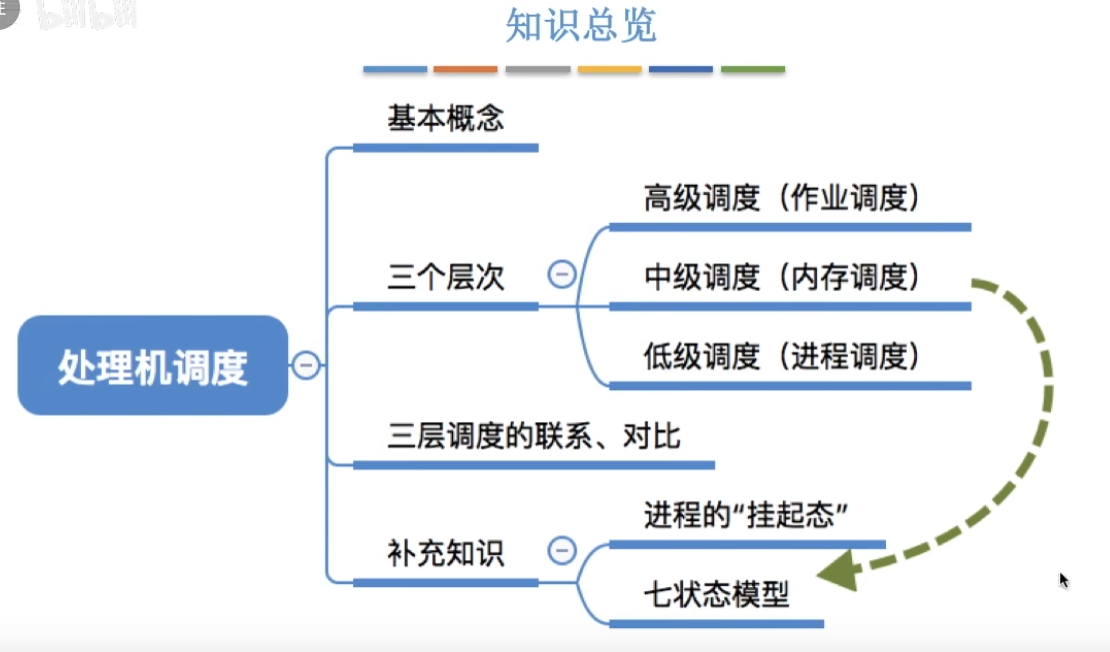 知识总览
基本概念
高级调度（作业调度）
三个层次
中级调度（内存调度）
低级调度（进程调度）
处理机调度
三层调度的联系、对比
进程的“挂起态”
补充知识
七状态模型